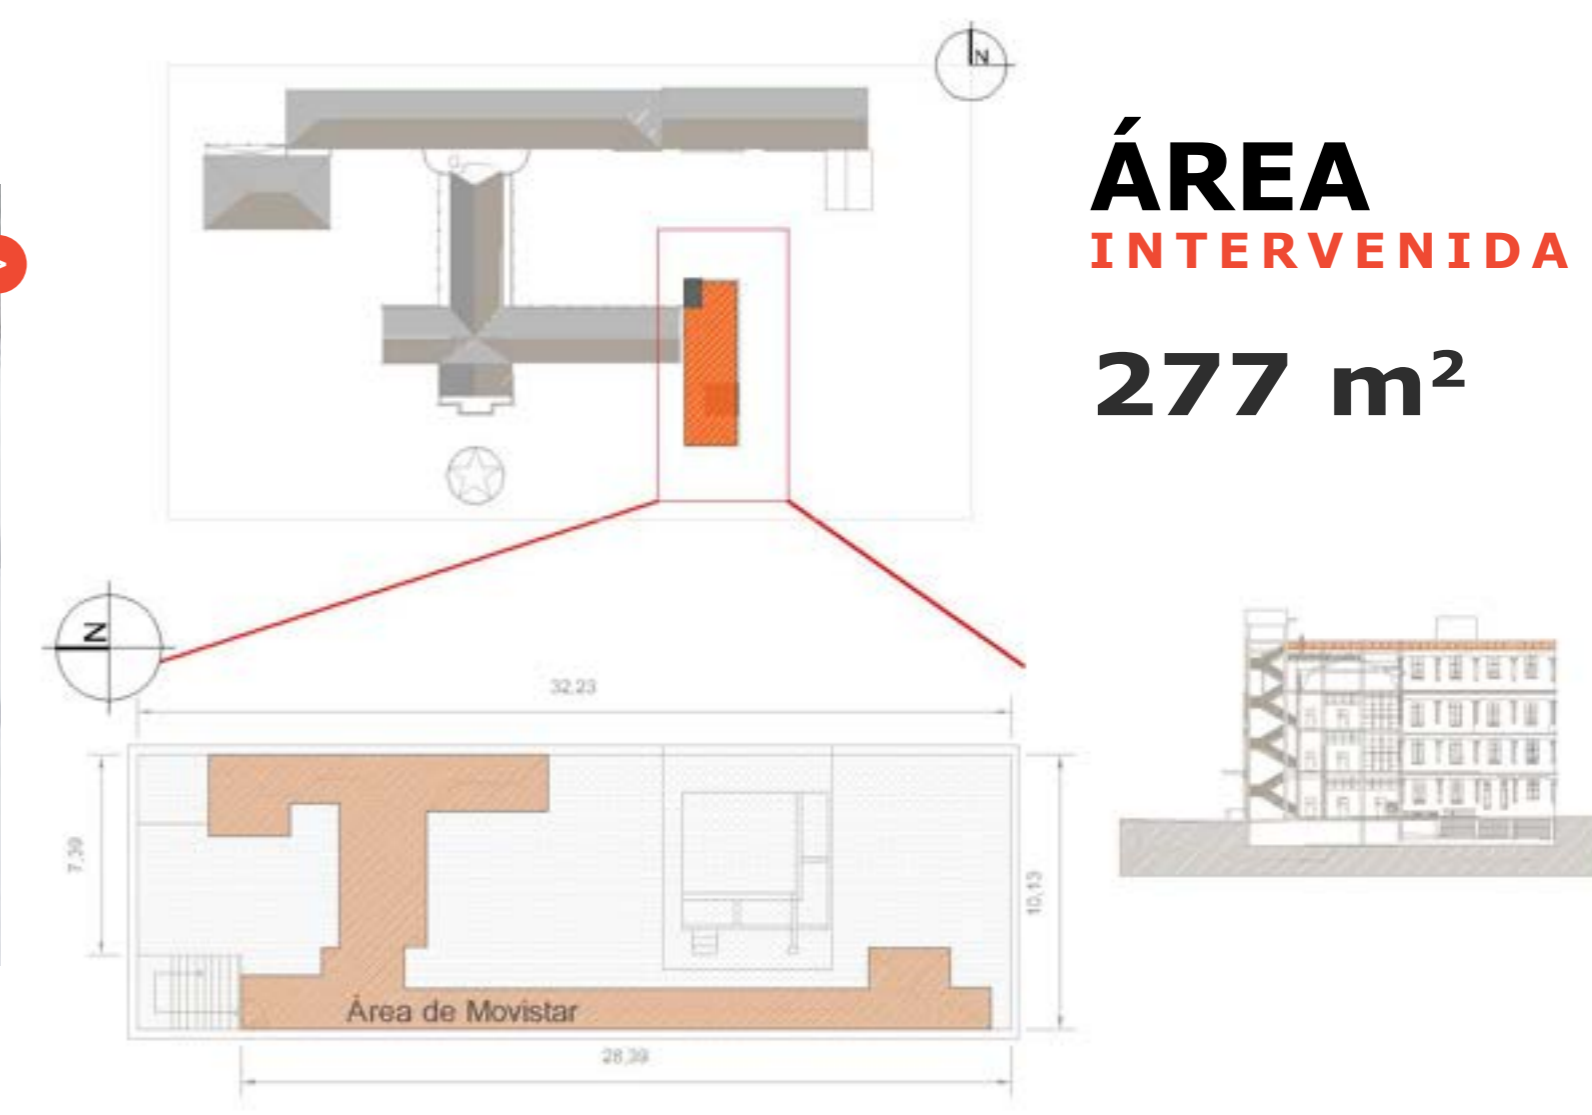 N
ÁREA
INTERVENIDA
277 m²
N
32,23
7,39
10,13
Área de Movistar
28,39